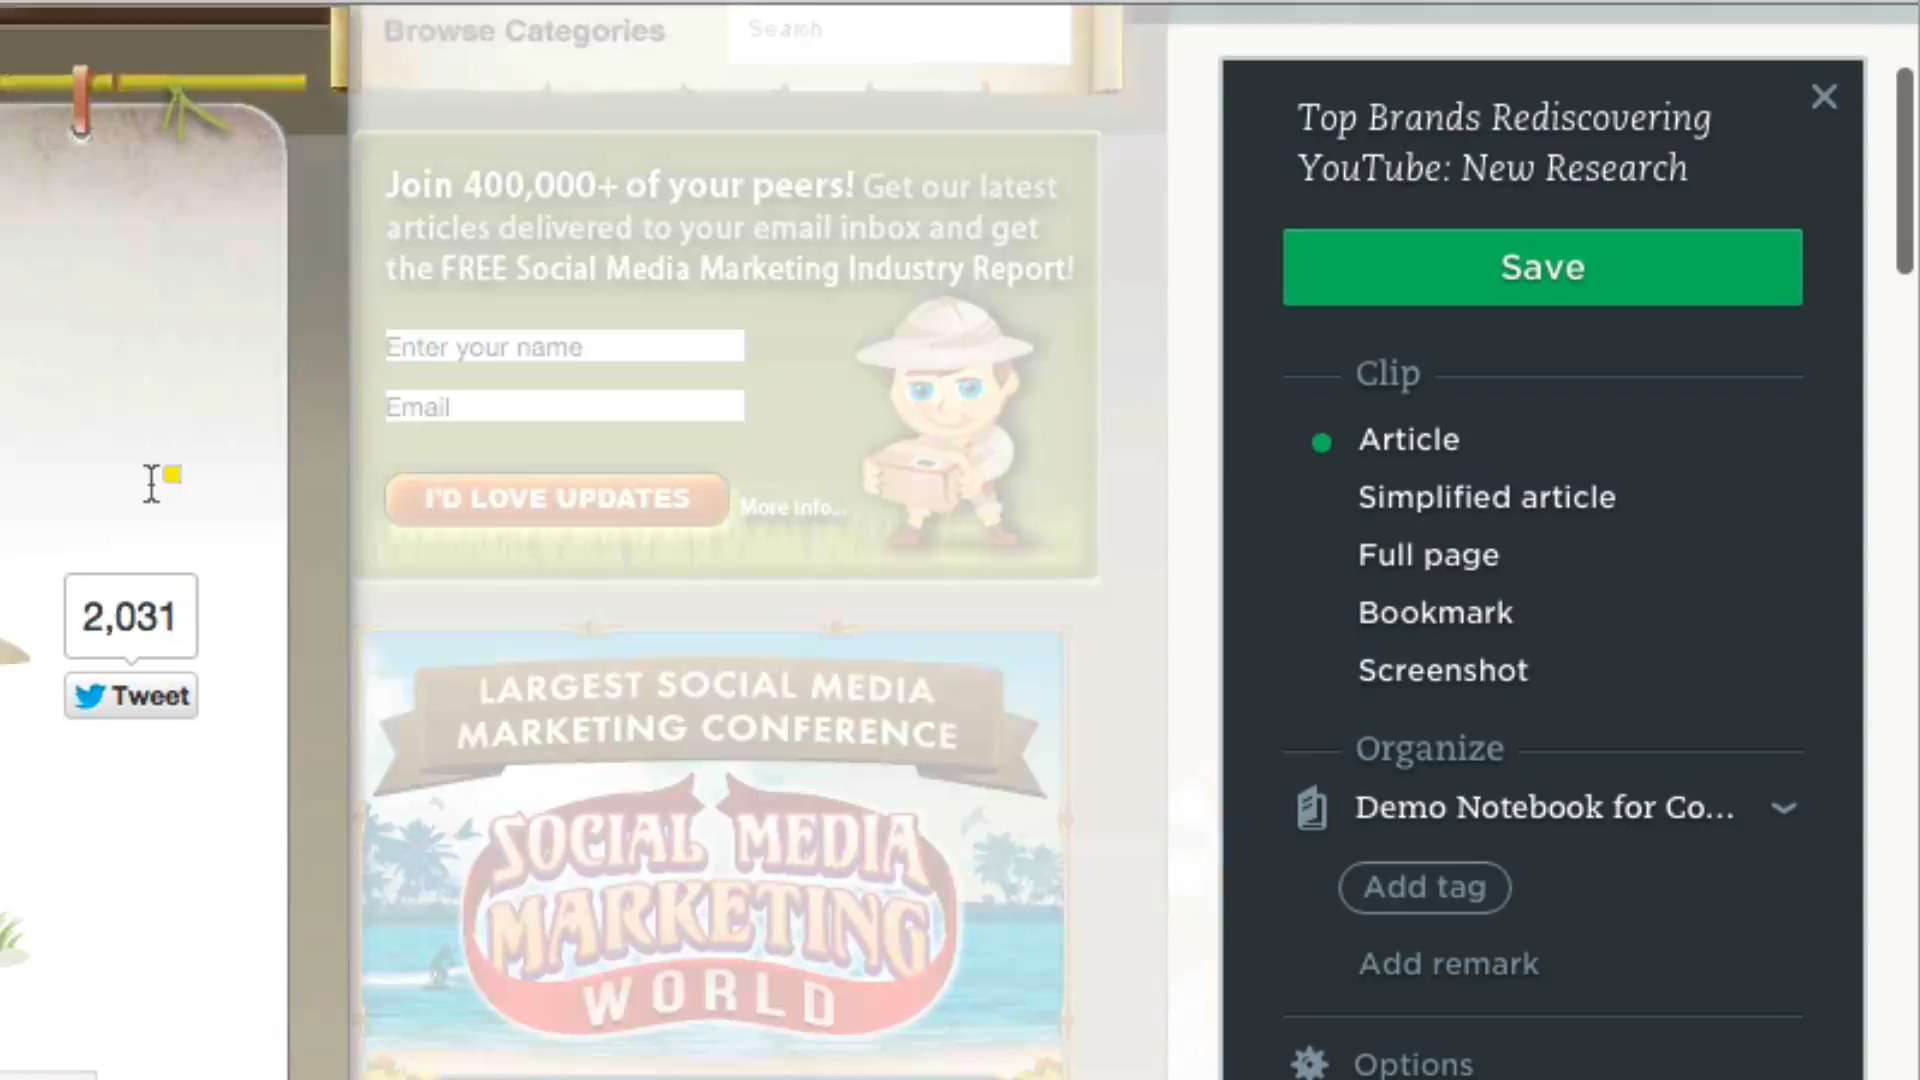 Browse Categories
Search
Join 400,000+ of your peers! Get our latest
articles delivered to your email inbox and get
the FREE Social Media Marketing Industry Report!
Enter your name
Email
I'D LOVE UPDATES
More info...
2,031
Tweet
LARGEST SOCIAL MEDIA
MARKETING CONFERENCE
SOCIAL MEDIA
MARKETING
WORLD
Top Brands Rediscovering
YouTube: New Research
Save
Clip
Article
Simplified article
Full page
Bookmark
Screenshot
Organize
Demo Notebook for Co...
Add tag
Add remark
Options